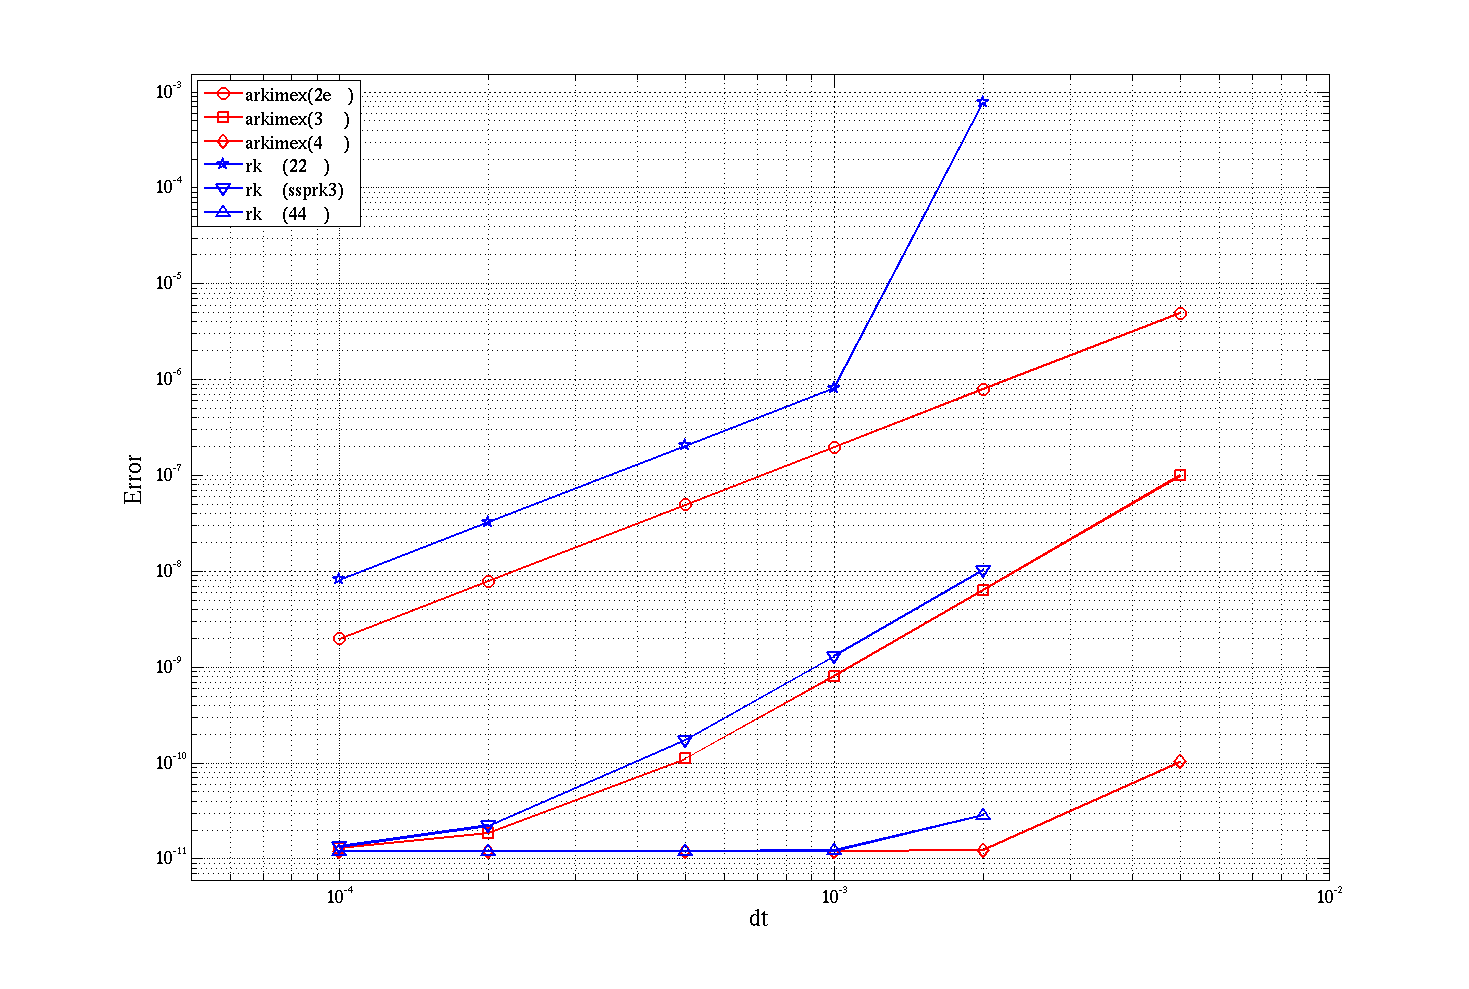 arkimex(2e )
arkimex(3 )
arkimex(4 )
rk (22 )
rk (ssprk3)
rk (44 )
10^-3
10^-4
10^-5
10^-6
10^-7
10^-8
10^-9
10^-10
10^-11
Error
10^-4 10^-3 10^-2
dt